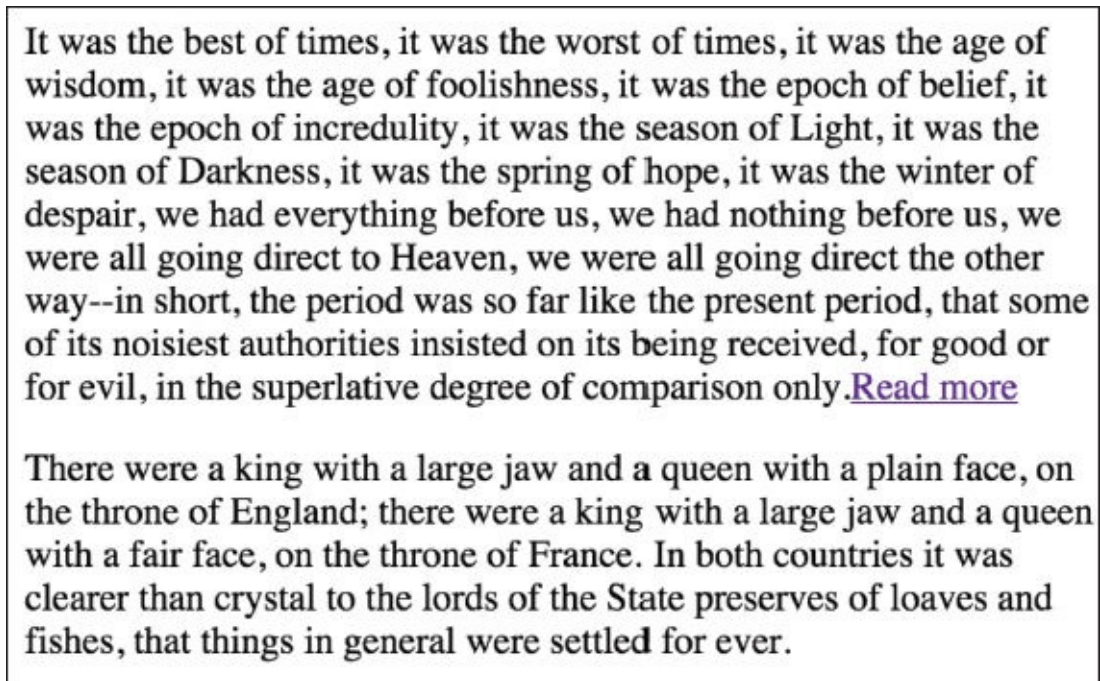 It was the best of times, it was the worst of times, it was the age of
wisdom, it was the age of foolishness, it was the epoch of belief, it
was the epoch of incredulity, it was the season of Light, it was the
season of Darkness, it was the spring of hope, it was the winter of
despair, we had everything before us, we had nothing before us, we
were all going direct to Heaven, we were all going direct the other
way--in short, the period was so far like the present period, that some
of its noisiest authorities insisted on its being received, for good or
for evil, in the superlative degree of comparison only.Read more
There were a king with a large jaw and a queen with a plain face, on
the throne of England; there were a king with a large jaw and a queen
with a fair face, on the throne of France. In both countries it was
clearer than crystal to the lords of the State preserves of loaves and
fishes, that things in general were settled for ever.